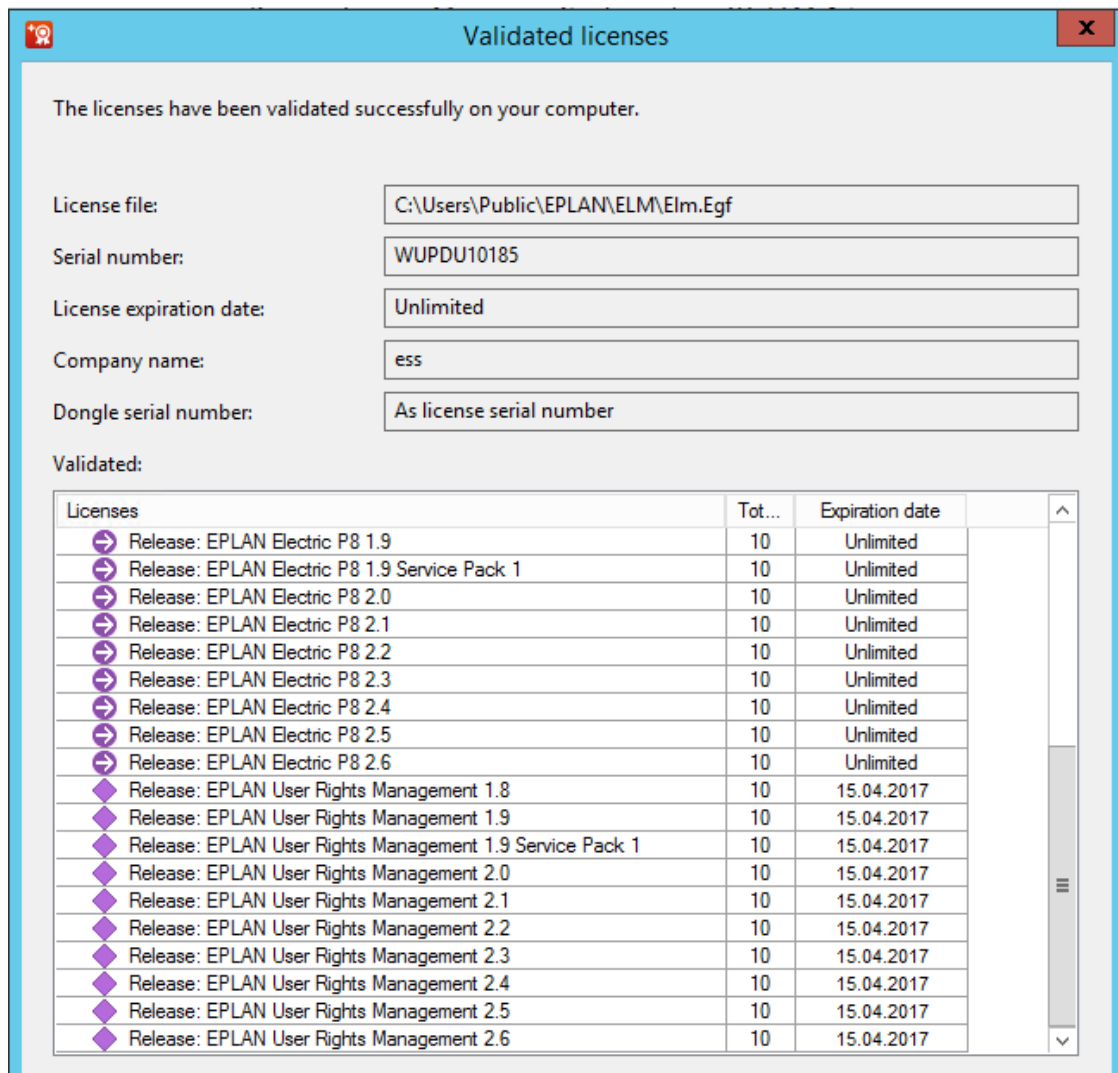 Validated licenses
x
The licenses have been validated successfully on your computer.
License file: C:\Users\Public\EPLAN\ELM\Elm.Egf
Serial number: WUPDU10185
License expiration date: Unlimited
Company name: ess
Dongle serial number: As license serial number
Validated:
Licenses Tot... Expiration date
Release: EPLAN Electric P8 1.9 10 Unlimited
Release: EPLAN Electric P8 1.9 Service Pack 1 10 Unlimited
Release: EPLAN Electric P8 2.0 10 Unlimited
Release: EPLAN Electric P8 2.1 10 Unlimited
Release: EPLAN Electric P8 2.2 10 Unlimited
Release: EPLAN Electric P8 2.3 10 Unlimited
Release: EPLAN Electric P8 2.4 10 Unlimited
Release: EPLAN Electric P8 2.5 10 Unlimited
Release: EPLAN Electric P8 2.6 10 Unlimited
Release: EPLAN User Rights Management 1.8 10 15.04.2017
Release: EPLAN User Rights Management 1.9 10 15.04.2017
Release: EPLAN User Rights Management 1.9 Service Pack 1 10 15.04.2017
Release: EPLAN User Rights Management 2.0 10 15.04.2017
Release: EPLAN User Rights Management 2.1 10 15.04.2017
Release: EPLAN User Rights Management 2.2 10 15.04.2017
Release: EPLAN User Rights Management 2.3 10 15.04.2017
Release: EPLAN User Rights Management 2.4 10 15.04.2017
Release: EPLAN User Rights Management 2.5 10 15.04.2017
Release: EPLAN User Rights Management 2.6 10 15.04.2017